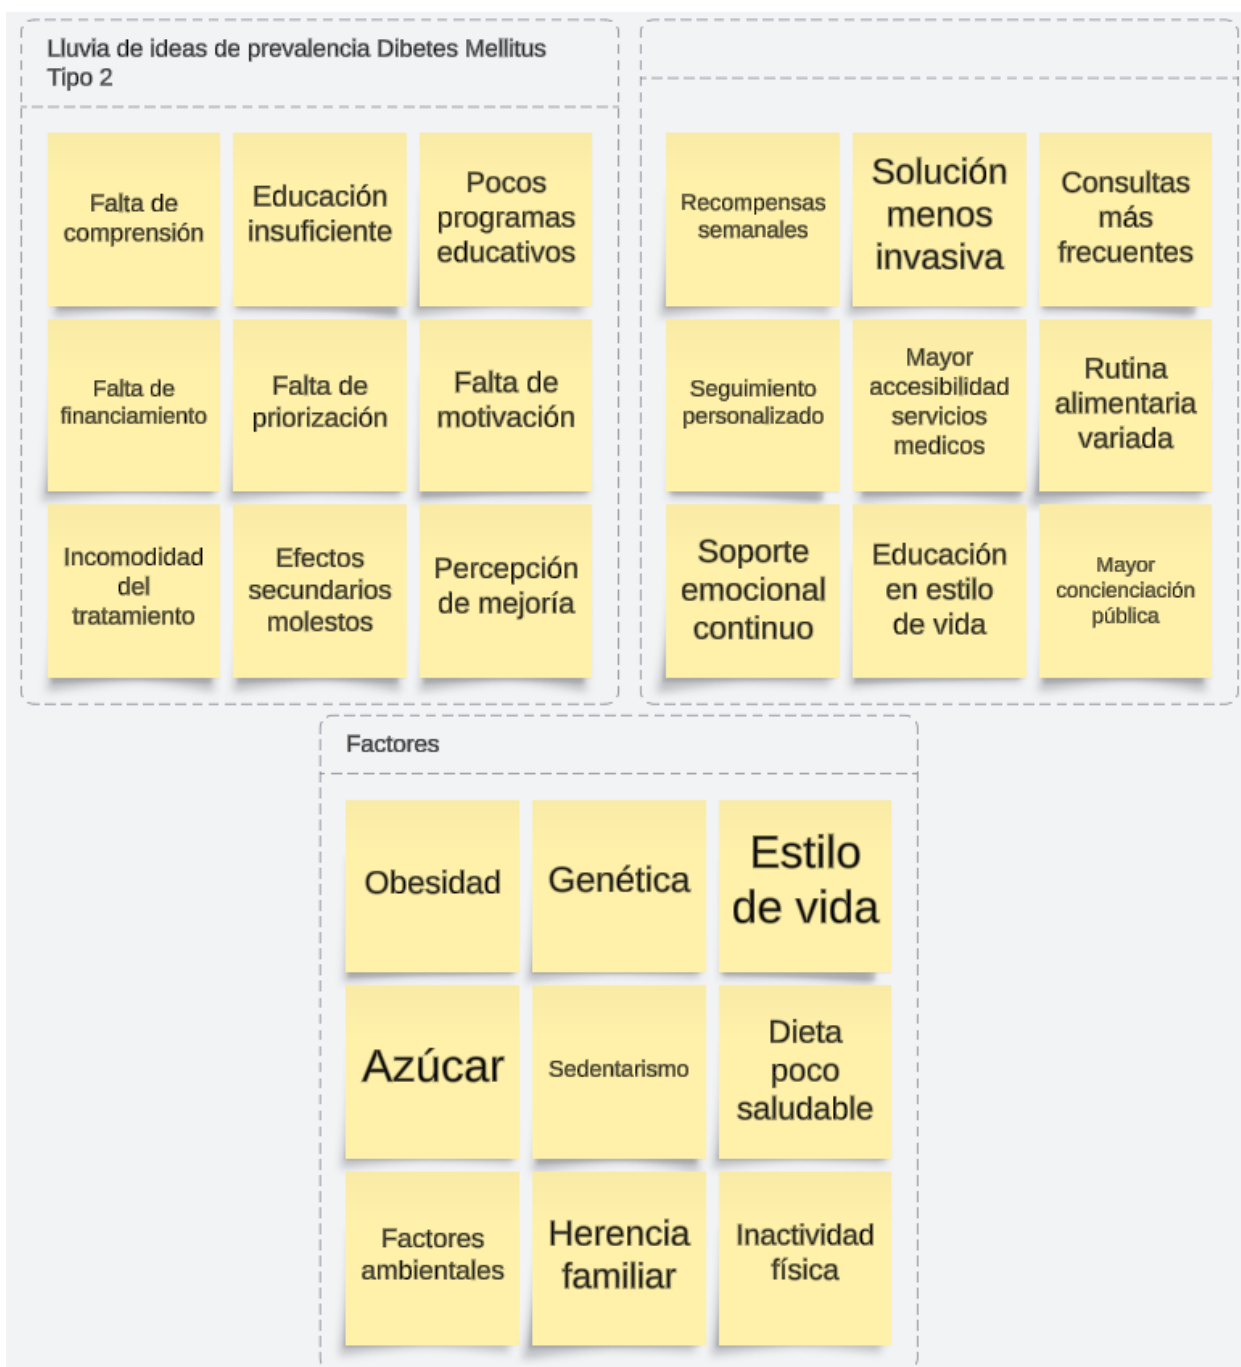 Lluvia de ideas de prevalencia Dibetes Mellitus
Tipo 2
Falta de
comprensión
Educación
insuficiente
Pocos
programas
educativos
Falta de
financiamiento
Falta de
priorización
Falta de
motivación
Incomodidad
del
tratamiento
Efectos
secundarios
molestos
Percepción
de mejoría
Recompensas
semanales
Solución
menos
invasiva
Consultas
más
frecuentes
Seguimiento
personalizado
Mayor
accesibilidad
servicios
medicos
Rutina
alimentaria
variada
Soporte
emocional
continuo
Educación
en estilo
de vida
Mayor
concienciación
pública
Factores
Obesidad
Genética
Estilo
de vida
Azúcar
Sedentarismo
Dieta
poco
saludable
Factores
ambientales
Herencia
familiar
Inactividad
física